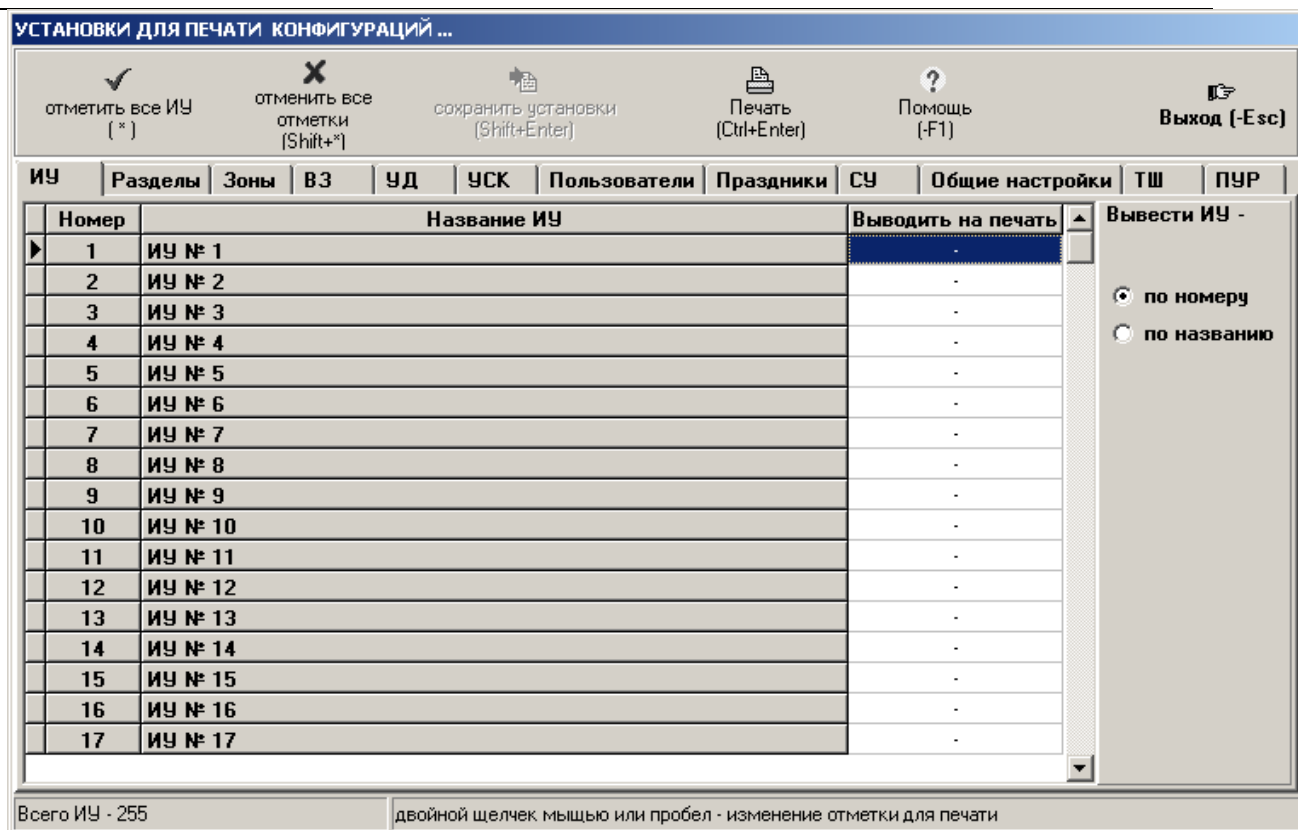 УСТАНОВКИ ДЛЯ ПЕЧАТИ КОНФИГУРАЦИЙ ...
отметить все ИУ
( * )
отменить все
отметки
(Shift+*)
сохранить установки
(Shift+Enter)
Печать
(Ctrl+Enter)
?
Помощь
(-F1)
Выход (-Esc)
ИУ Разделы Зоны ВЗ УД УСК Пользователи Праздники СУ Общие настройки ТШ ПУР
Номер Название ИУ Выводить на печать
1 ИУ № 1 -
2 ИУ № 2 -
3 ИУ № 3 -
4 ИУ № 4 -
5 ИУ № 5 -
6 ИУ № 6 -
7 ИУ № 7 -
8 ИУ № 8 -
9 ИУ № 9 -
10 ИУ № 10 -
11 ИУ № 11 -
12 ИУ № 12 -
13 ИУ № 13 -
14 ИУ № 14 -
15 ИУ № 15 -
16 ИУ № 16 -
17 ИУ № 17 -
Вывести ИУ -
по номеру
по названию
Всего ИУ - 255
двойной щелчек мышью или пробел - изменение отметки для печати